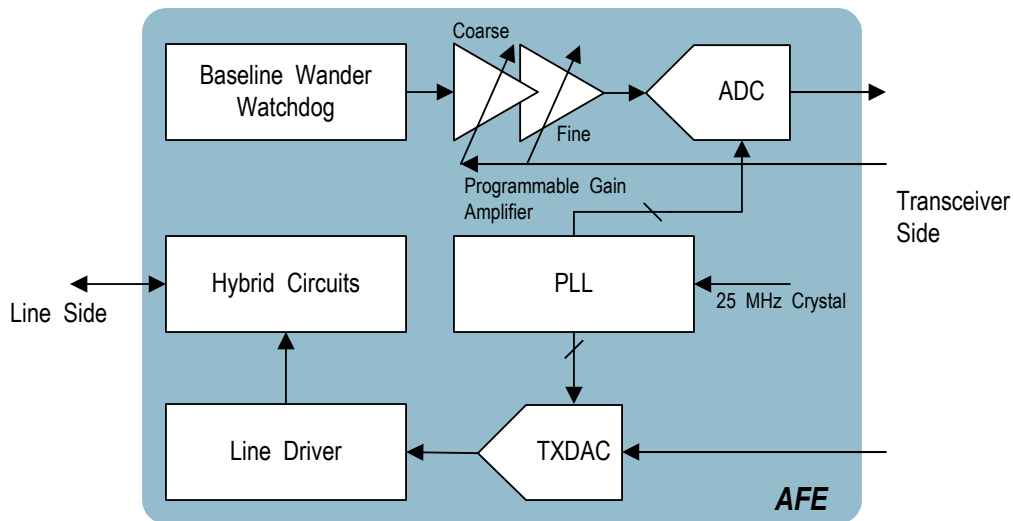 Coarse
Baseline Wander
Watchdog
ADC
Fine
Programmable Gain
Amplifier
Transceiver
Side
Hybrid Circuits
PLL
25 MHz Crystal
Line Side
Line Driver
TXDAC
AFE